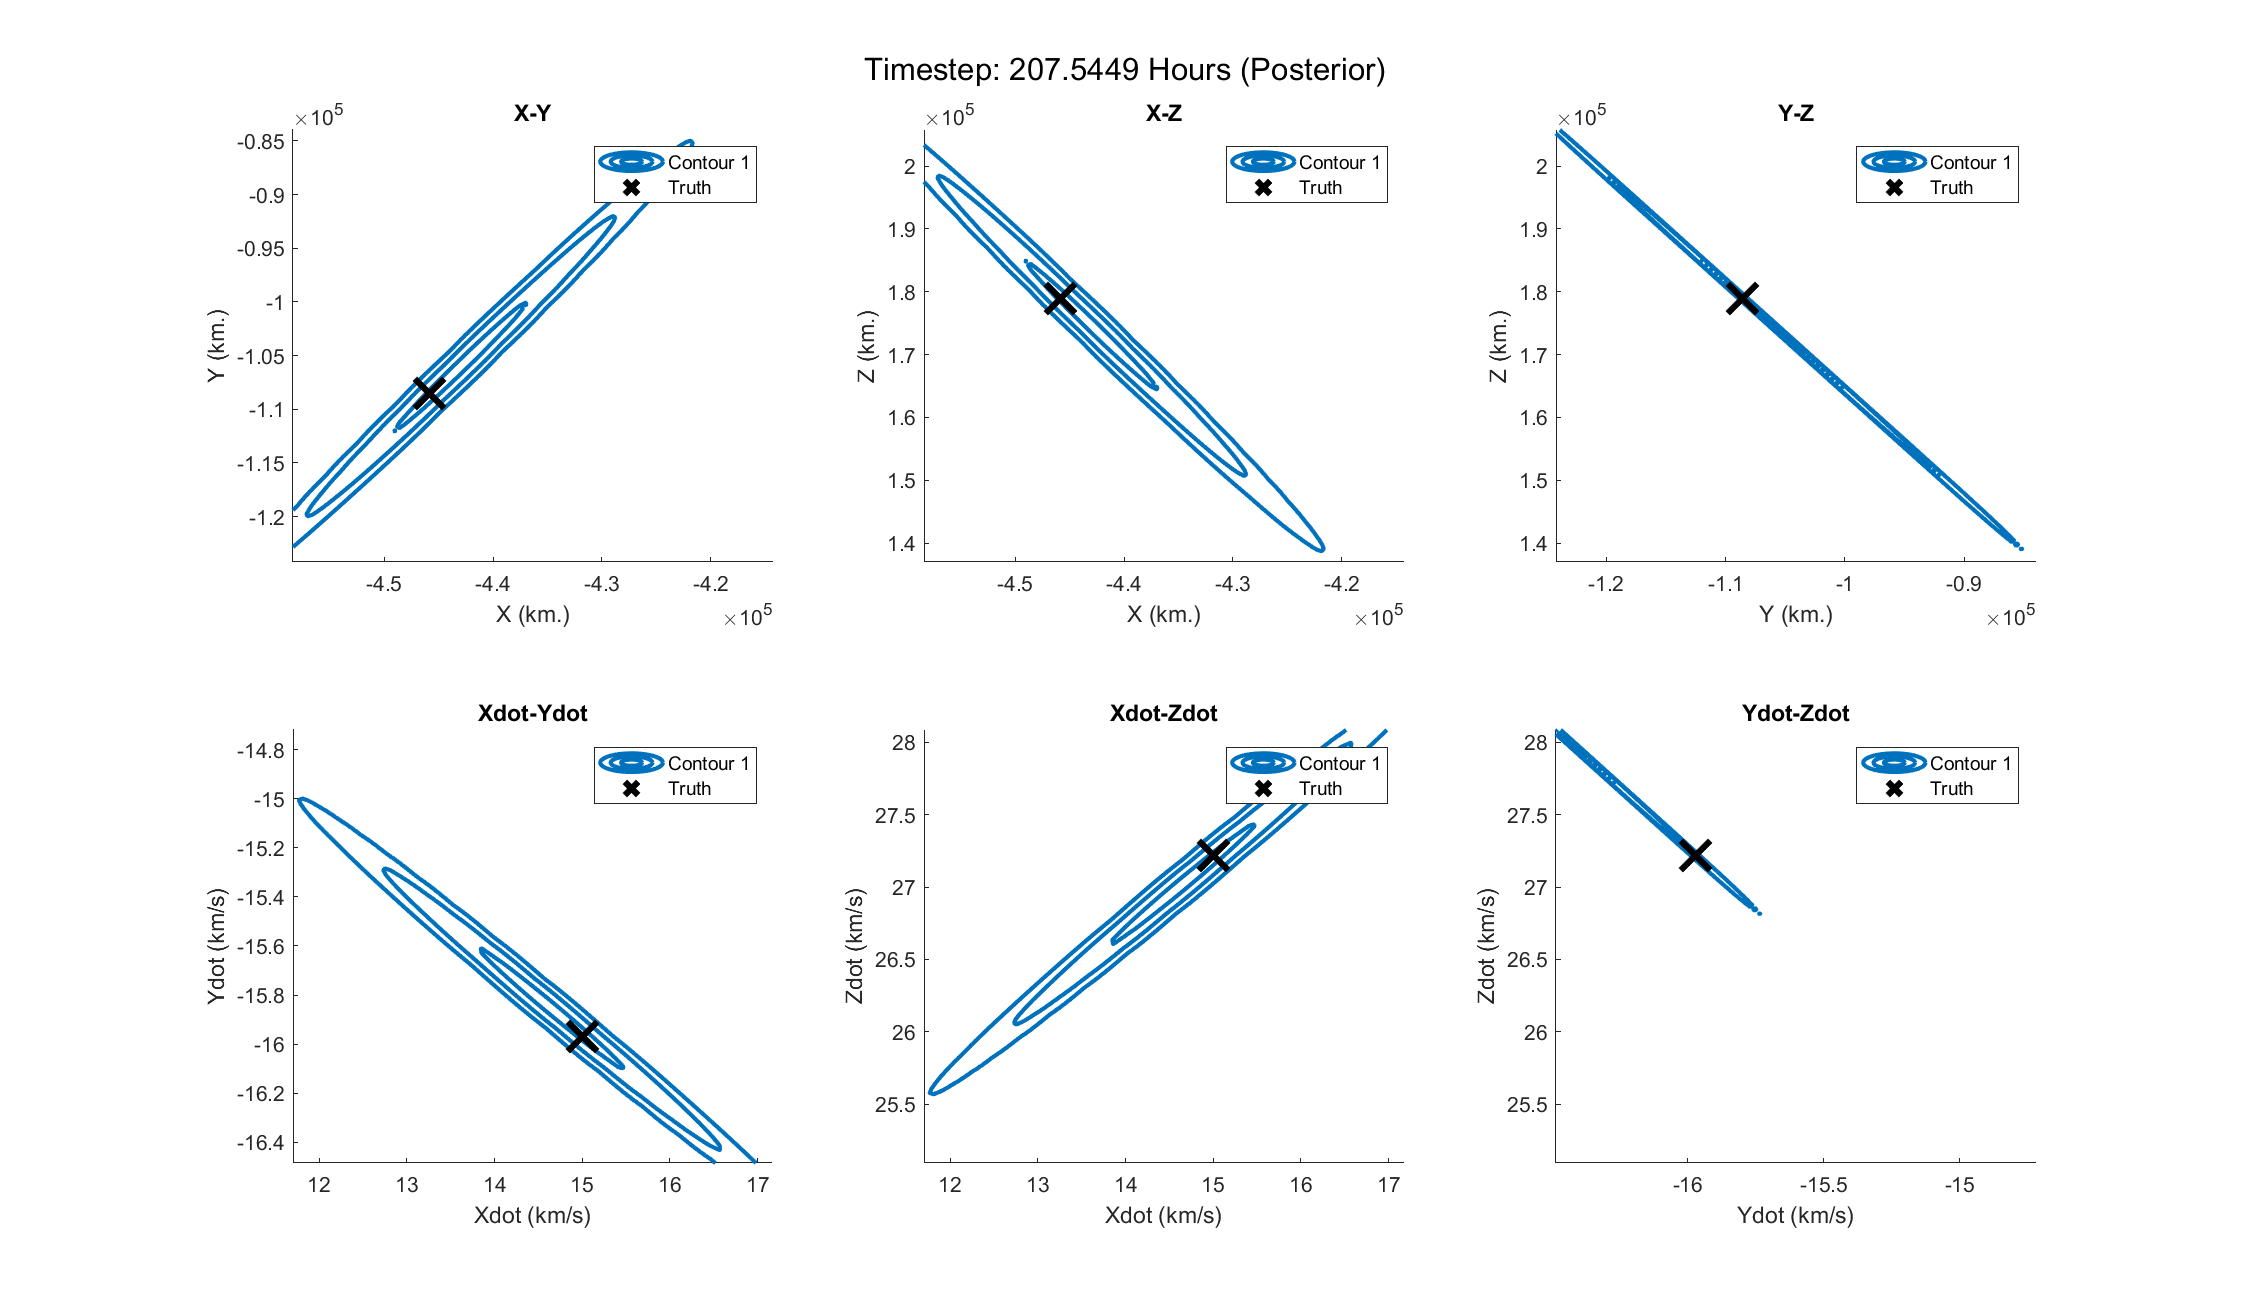 Timestep: 207.5449 Hours (Posterior)
X-Y
×10^5
-0.85
-0.9
-0.95
-1
-1.05
-1.1
-1.15
-1.2
Y (km.)
-4.5 -4.4 -4.3 -4.2
X (km.)
×10^5
Contour 1
Truth
X-Z
×10^5
2
1.9
1.8
1.7
1.6
1.5
1.4
Z (km.)
-4.5 -4.4 -4.3 -4.2
X (km.)
×10^5
Contour 1
Truth
Y-Z
×10^5
2
1.9
1.8
1.7
1.6
1.5
1.4
Z (km.)
-1.2 -1.1 -1 -0.9
Y (km.)
×10^5
Contour 1
Truth
Xdot-Ydot
-14.8
-15
-15.2
-15.4
-15.6
-15.8
-16
-16.2
-16.4
Ydot (km/s)
12 13 14 15 16 17
Xdot (km/s)
Contour 1
Truth
Xdot-Zdot
28
27.5
27
26.5
26
25.5
Zdot (km/s)
12 13 14 15 16 17
Xdot (km/s)
Contour 1
Truth
Ydot-Zdot
28
27.5
27
26.5
26
25.5
Zdot (km/s)
-16 -15.5 -15
Ydot (km/s)
Contour 1
Truth